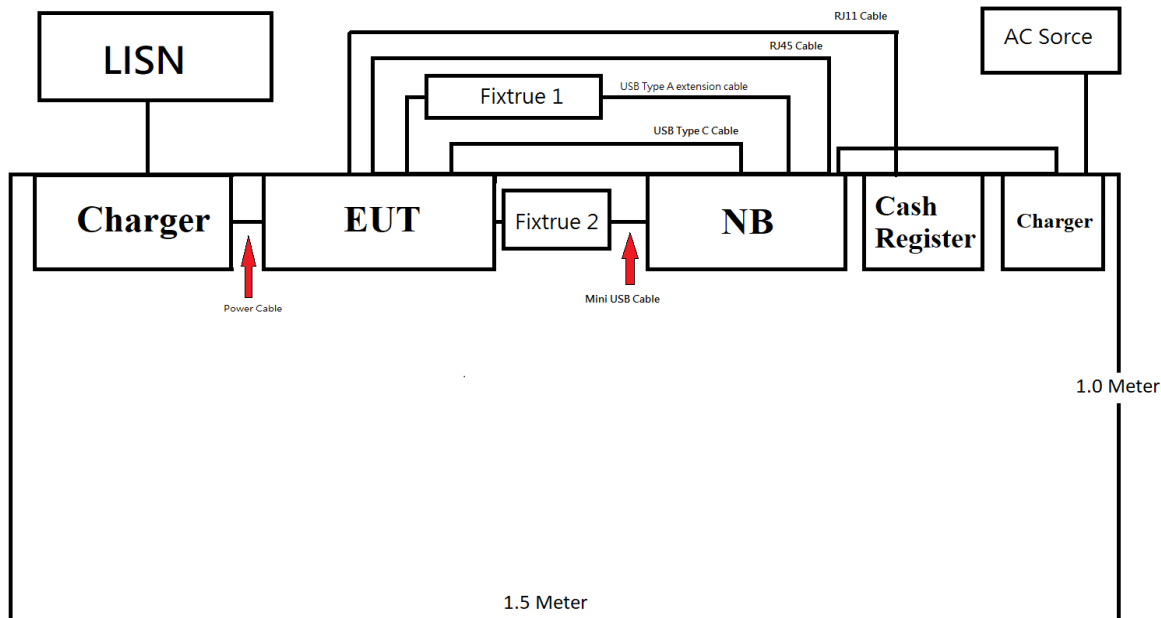 RJ11 Cable
LISN
AC Sorce
RJ45 Cable
USB Type A extension cable
Fixtrue 1
USB Type C Cable
Charger
EUT
Fixtrue 2
NB
Cash
Register
Charger
Power Cable
Mini USB Cable
1.0 Meter
1.5 Meter